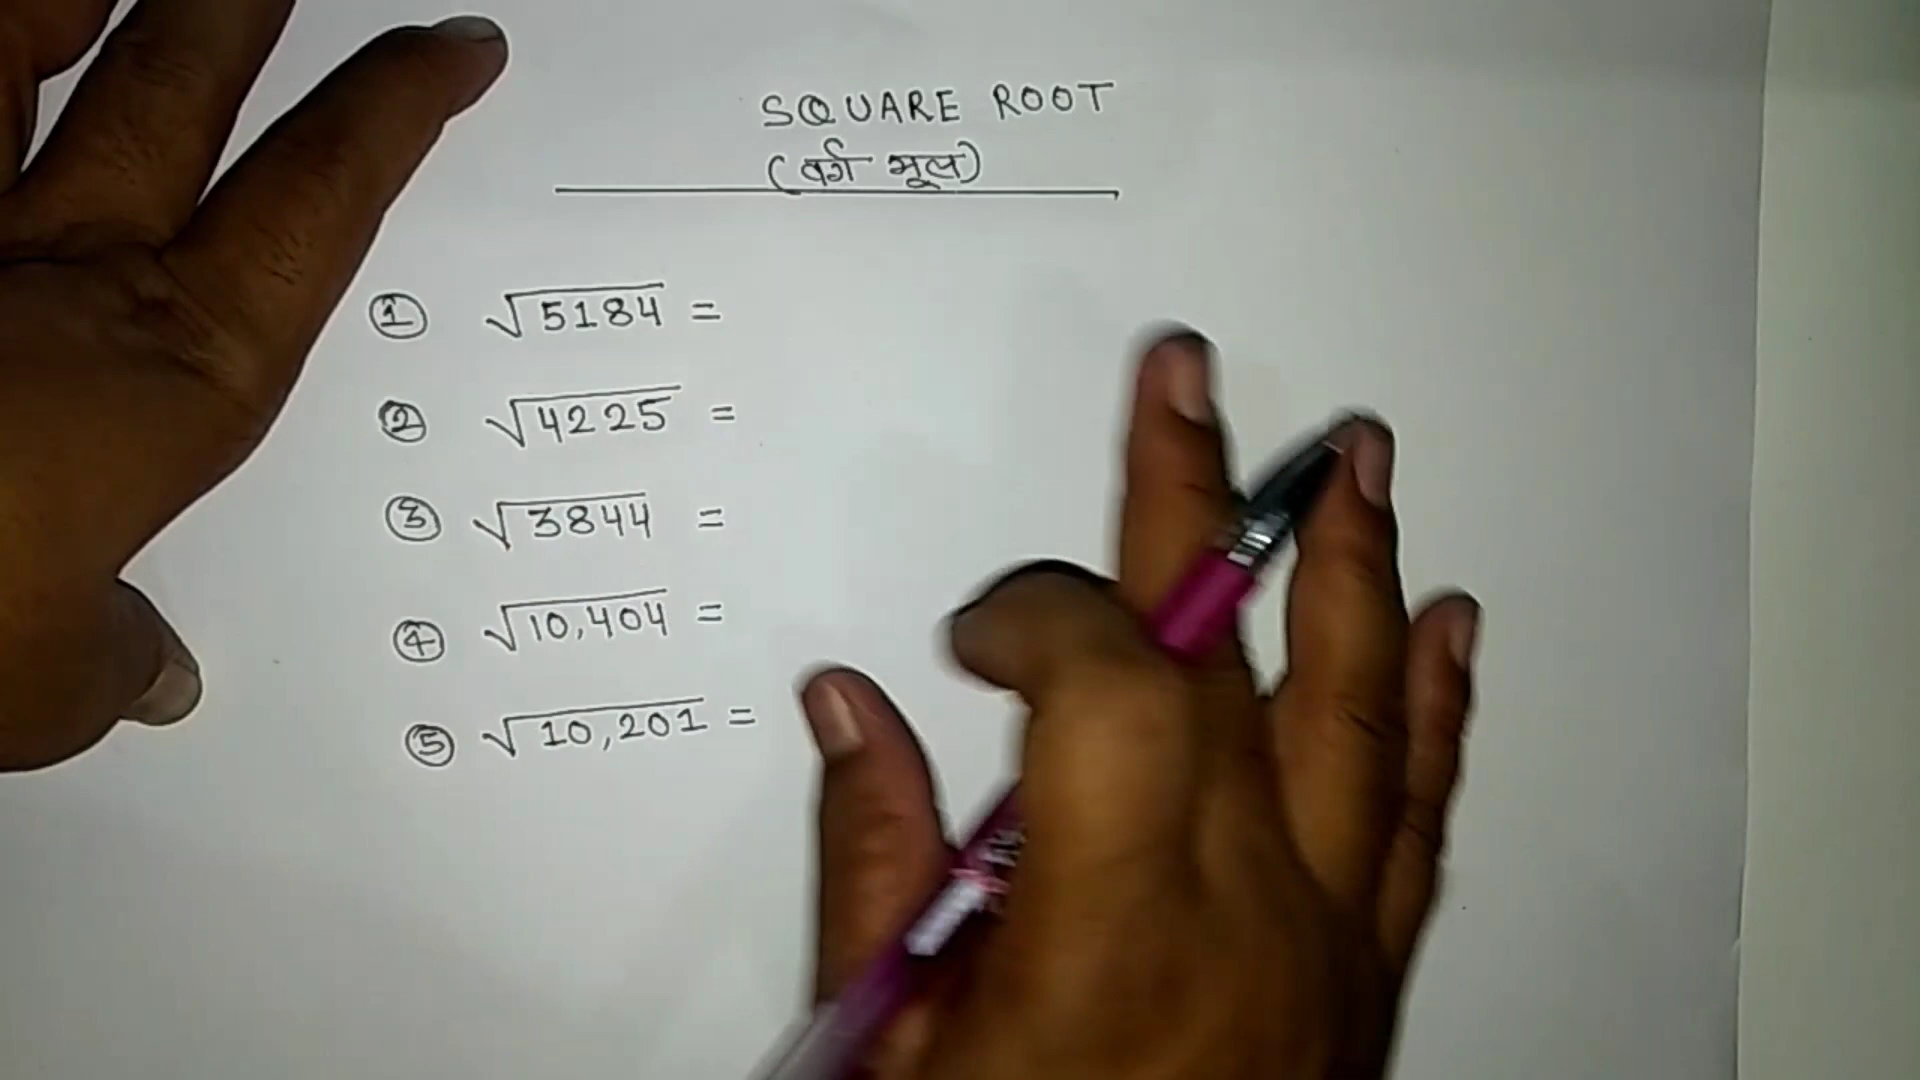 SQUARE ROOT
(वर्ग मूल)
① √5184 =
② √4225 =
③ √3844 =
④ √10,404 =
⑤ √10,201 =